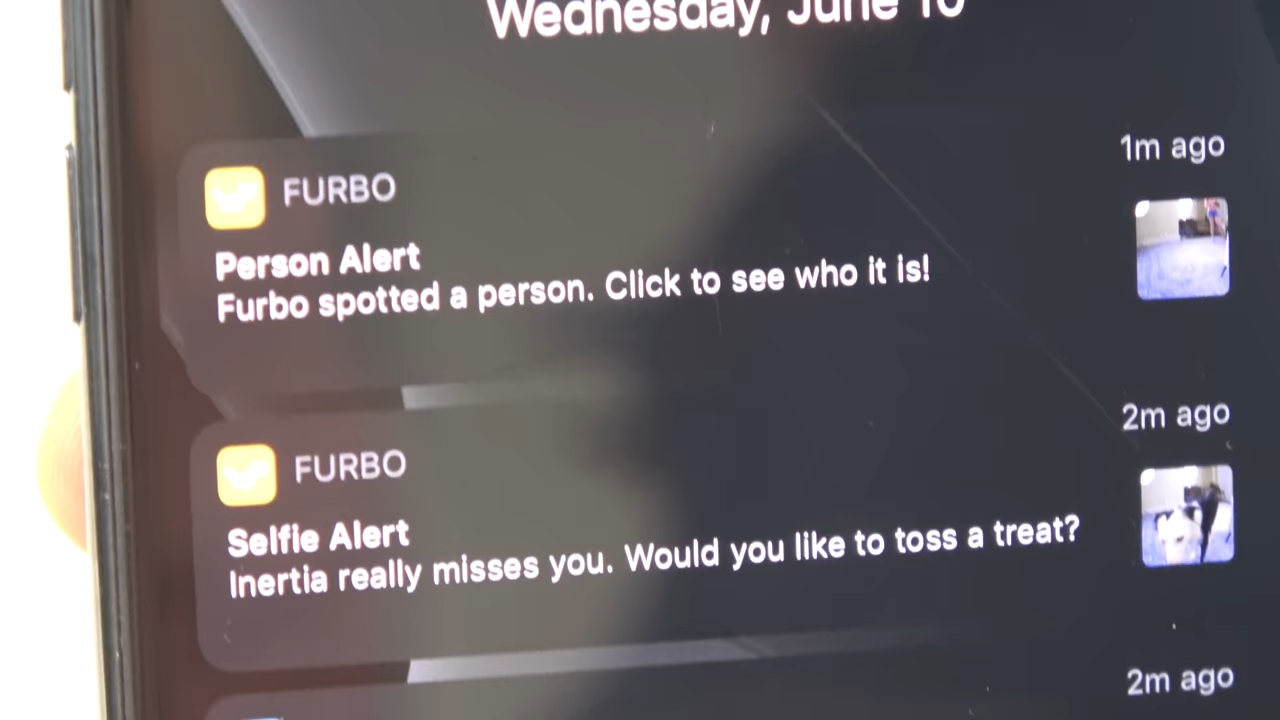 Wednesday, June 10
1m ago
FURBO
Person Alert
Furbo spotted a person. Click to see who it is!
2m ago
FURBO
Selfie Alert
Inertia really misses you. Would you like to toss a treat?
2m ago